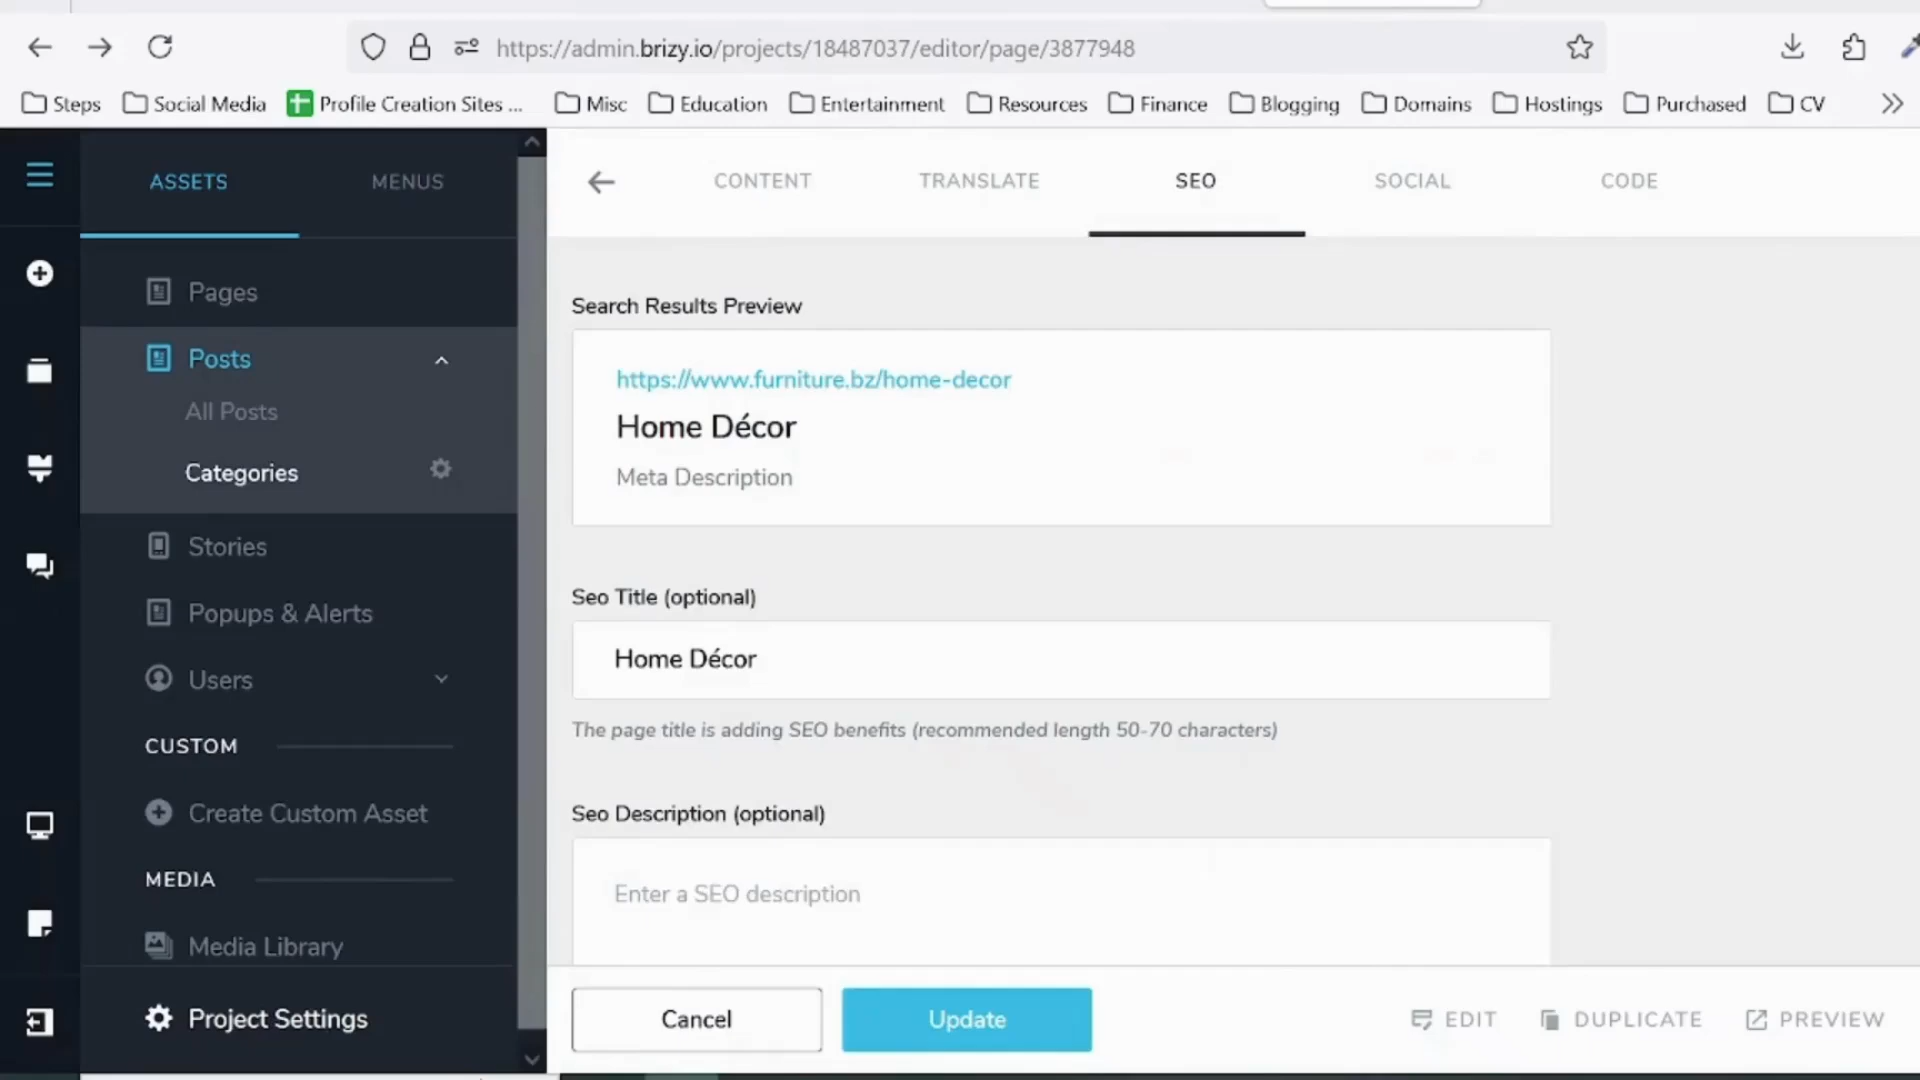 https://admin.brizy.io/projects/18487037/editor/page/3877948
Steps Social Media Profile Creation Sites ... Misc Education Entertainment Resources Finance Blogging Domains Hostings Purchased CV
ASSETS MENUS
CONTENT TRANSLATE SEO SOCIAL CODE
Pages
Posts
All Posts
Categories
Stories
Popups & Alerts
Users
CUSTOM
Create Custom Asset
MEDIA
Media Library
Project Settings
Search Results Preview
https://www.furniture.bz/home-decor
Home Décor
Meta Description
Seo Title (optional)
Home Décor
The page title is adding SEO benefits (recommended length 50-70 characters)
Seo Description (optional)
Enter a SEO description
Cancel Update EDIT DUPLICATE PREVIEW